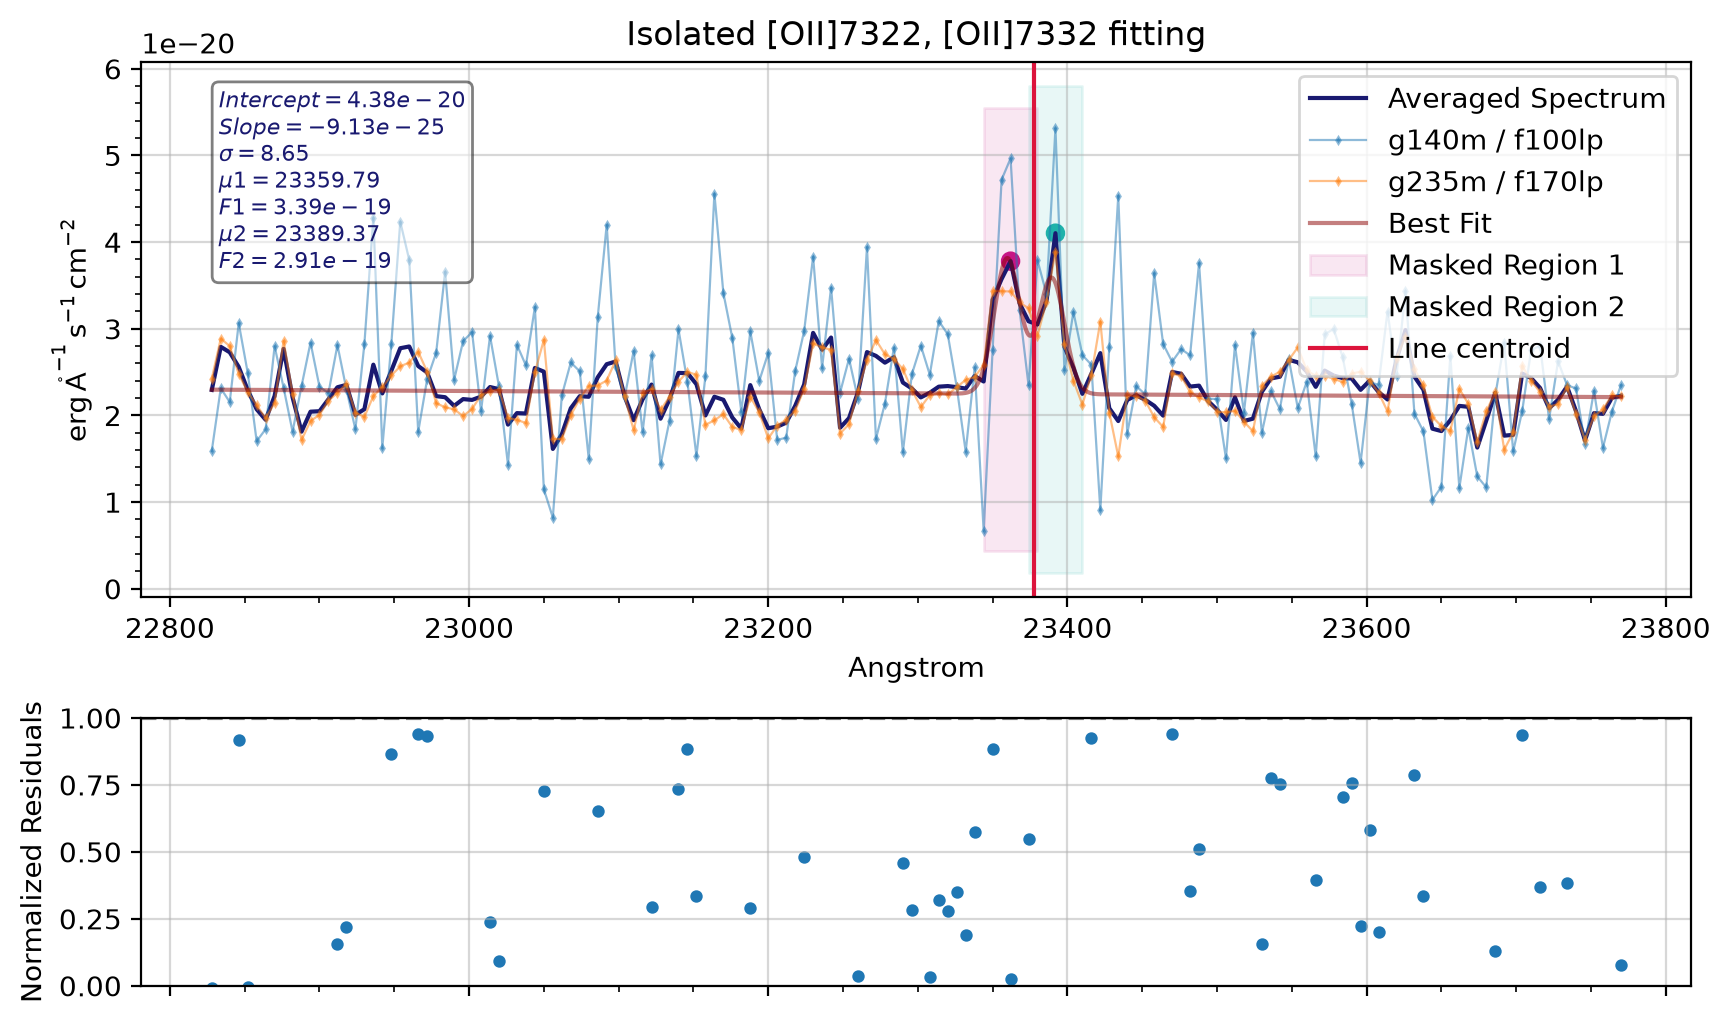 Isolated [OII]7322, [OII]7332 fitting
1e−20
Intercept = 4.38e − 20
Slope = −9.13e − 25
σ = 8.65
μ1 = 23359.79
F1 = 3.39e − 19
μ2 = 23389.37
F2 = 2.91e − 19
Averaged Spectrum
g140m / f100lp
g235m / f170lp
Best Fit
Masked Region 1
Masked Region 2
Line centroid
erg Å⁻¹ s⁻¹ cm⁻²
6
5
4
3
2
1
0
22800 23000 23200 23400 23600 23800
Angstrom
Normalized Residuals
1.00
0.75
0.50
0.25
0.00